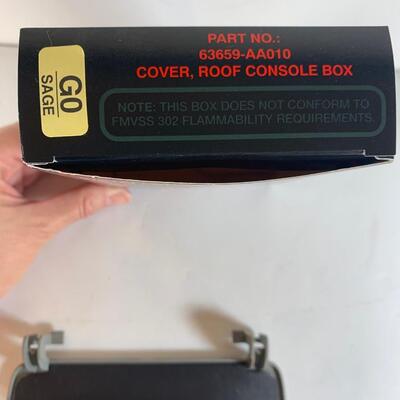 PART NO.:
63659-AA010
COVER, ROOF CONSOLE BOX
G0
SAGE
NOTE: THIS BOX DOES NOT CONFORM TO
FMVSS 302 FLAMMABILITY REQUIREMENTS.